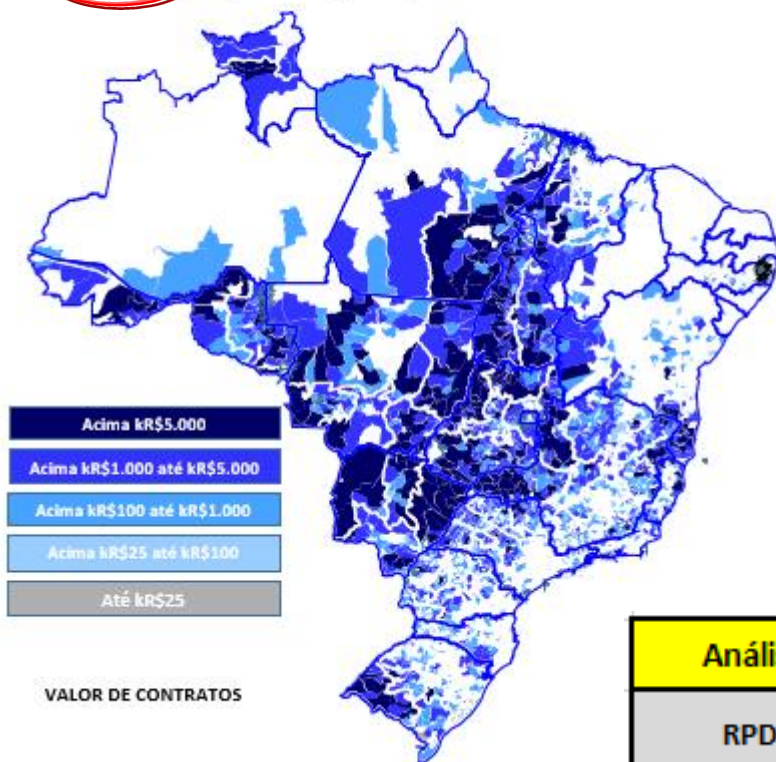 Acima kR$5.000
Acima kR$1.000 até kR$5.000
Acima kR$100 até kR$1.000
Acima kR$25 até kR$100
Até kR$25
VALOR DE CONTRATOS
RPD